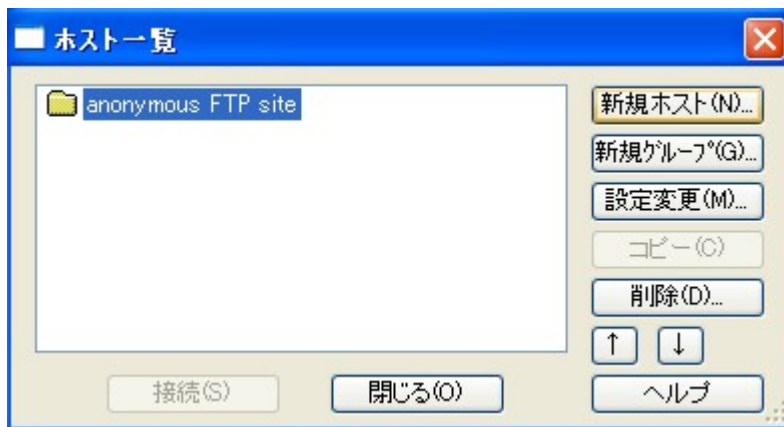 ホスト一覧
anonymous FTP site
新規ホスト(N)...
新規ｸﾞﾙｰﾌﾟ(G)...
設定変更(M)...
コピー(C)
削除(D)...
↑ ↓
接続(S) 閉じる(O) ヘルプ